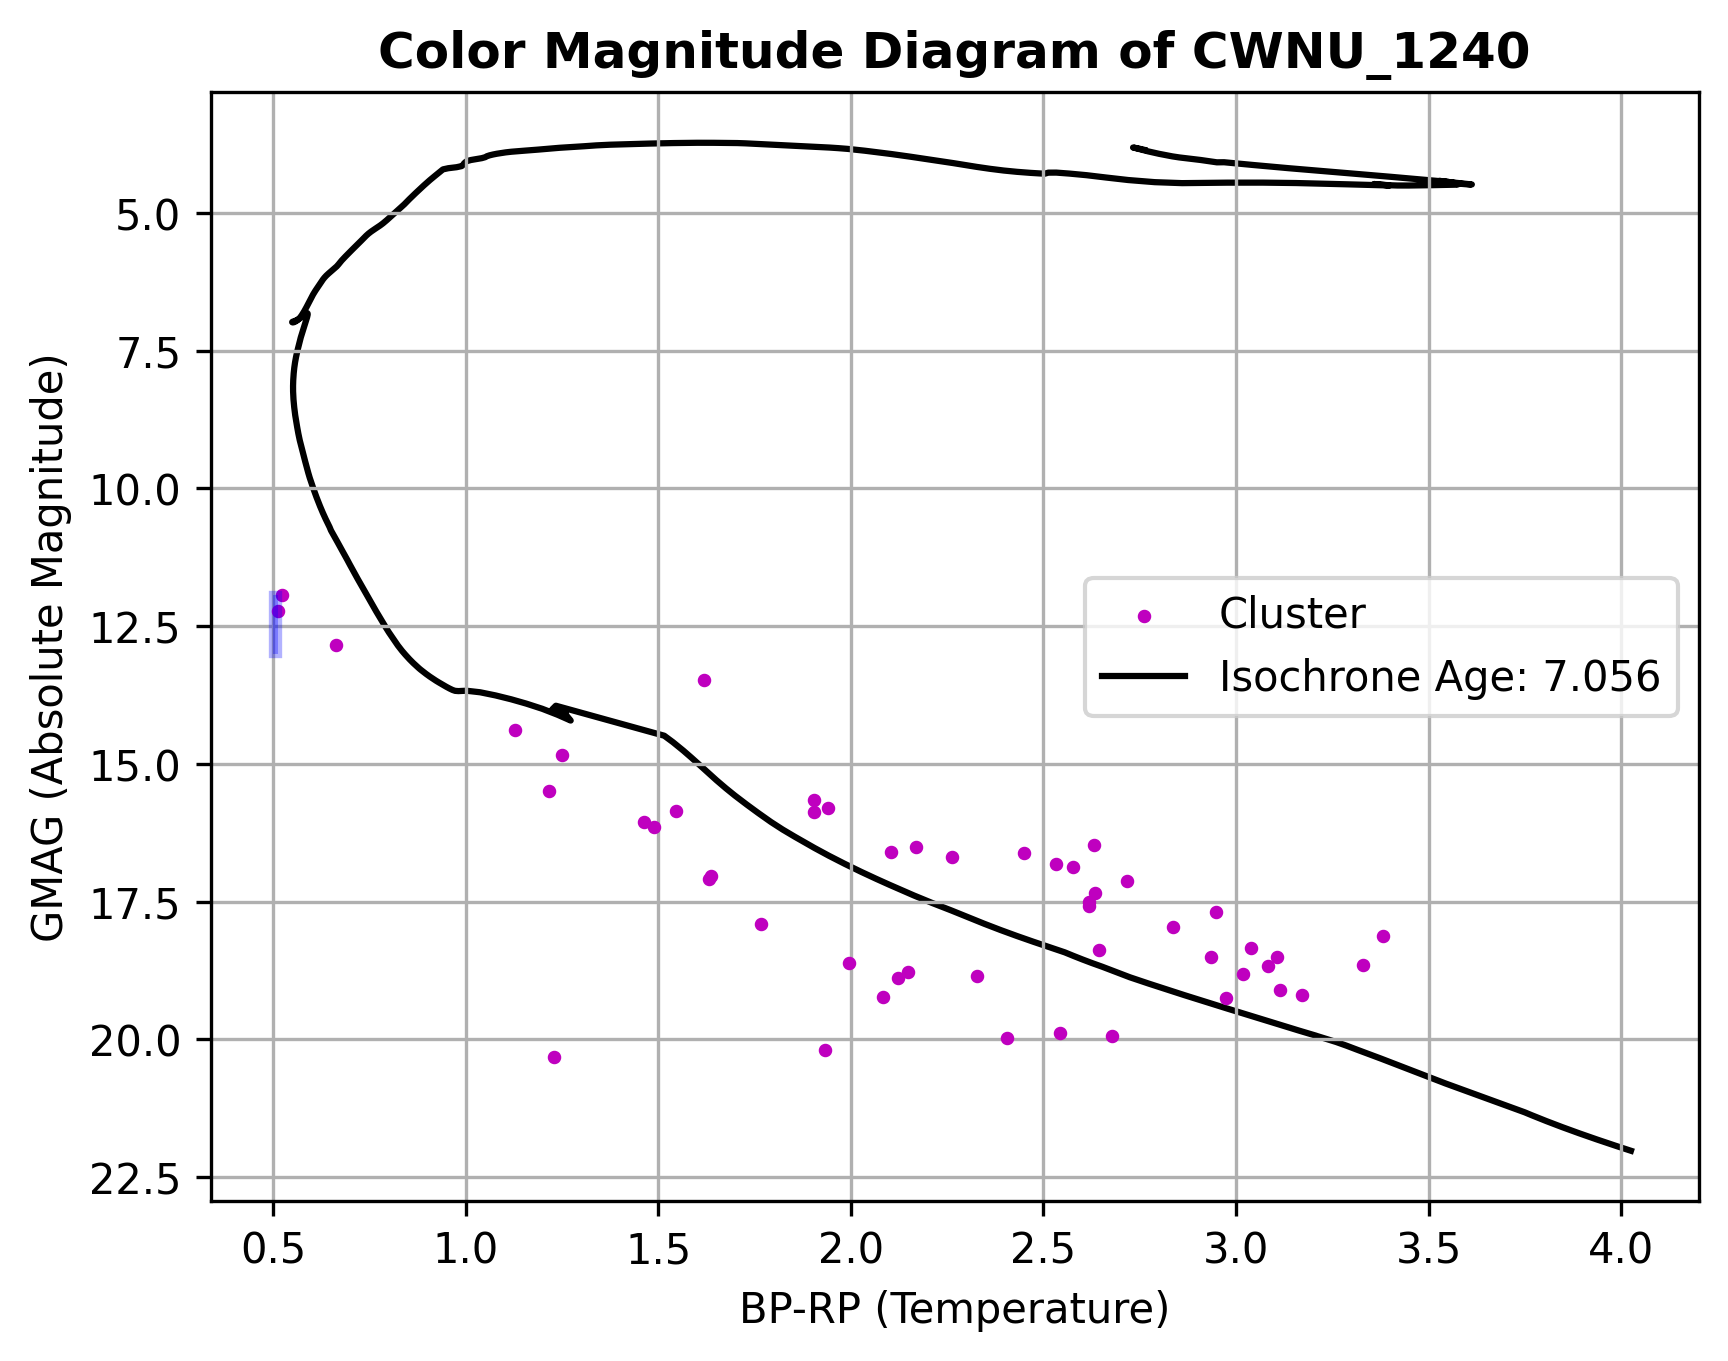 Color Magnitude Diagram of CWNU_1240
GMAG (Absolute Magnitude)
5.0
7.5
10.0
12.5
15.0
17.5
20.0
22.5
Cluster
Isochrone Age: 7.056
0.5 1.0 1.5 2.0 2.5 3.0 3.5 4.0
BP-RP (Temperature)